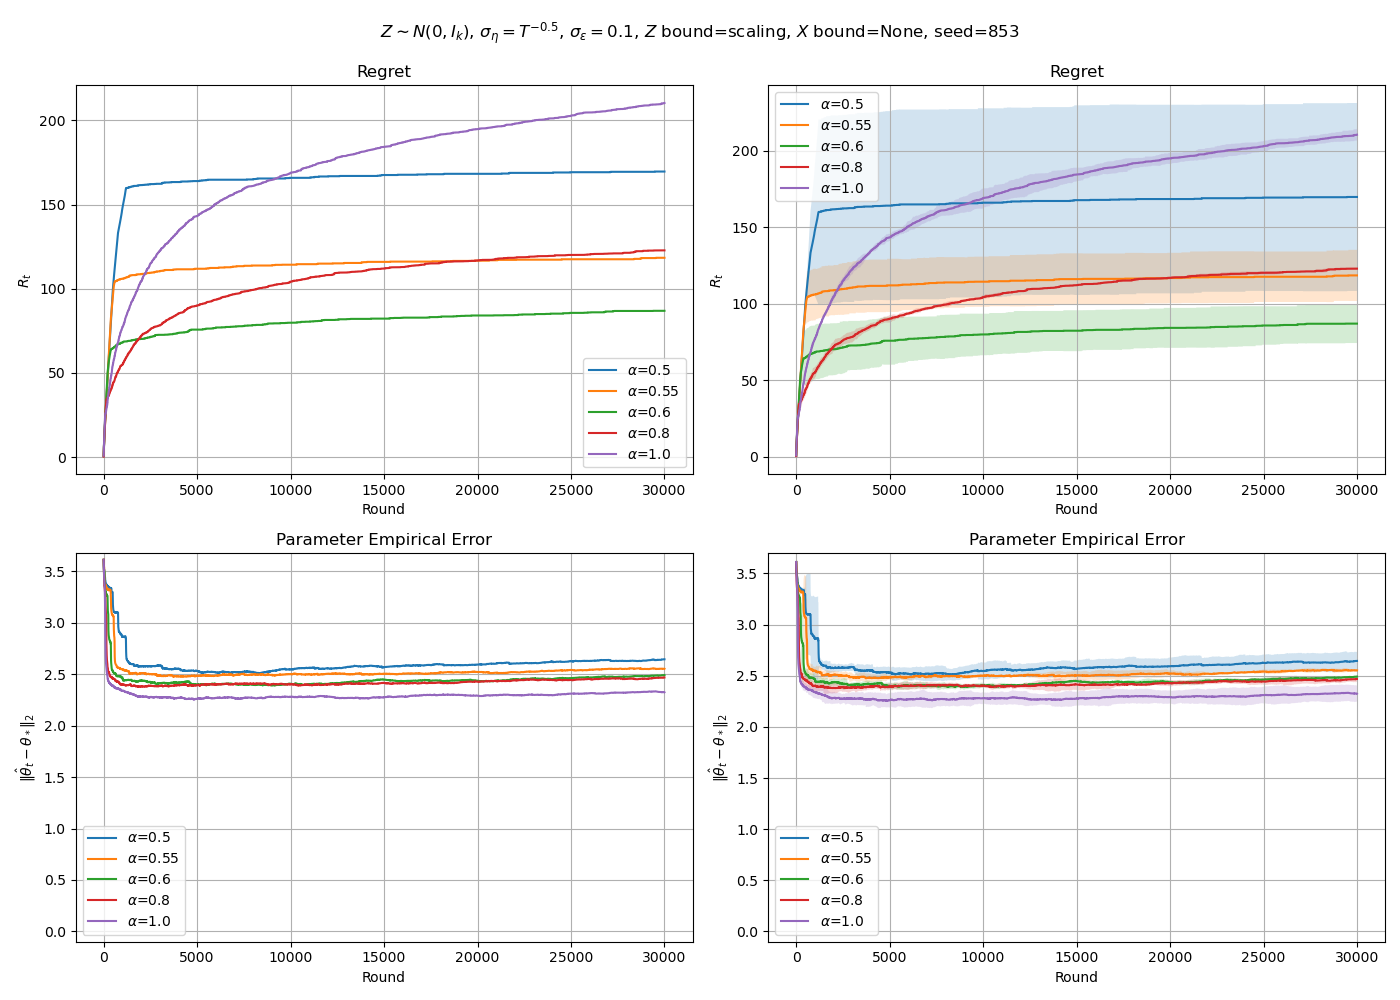 Z ∼ N(0, I_k), σ_η = T^{−0.5}, σ_ε = 0.1, Z bound=scaling, X bound=None, seed=853
Regret
R_t
200
150
100
50
0
α=0.5
α=0.55
α=0.6
α=0.8
α=1.0
0 5000 10000 15000 20000 25000 30000
Round
Regret
R_t
200
150
100
50
0
α=0.5
α=0.55
α=0.6
α=0.8
α=1.0
0 5000 10000 15000 20000 25000 30000
Round
Parameter Empirical Error
‖θ̂_t − θ_*‖_2
3.5
3.0
2.5
2.0
1.5
1.0
0.5
0.0
α=0.5
α=0.55
α=0.6
α=0.8
α=1.0
0 5000 10000 15000 20000 25000 30000
Round
Parameter Empirical Error
‖θ̂_t − θ_*‖_2
3.5
3.0
2.5
2.0
1.5
1.0
0.5
0.0
α=0.5
α=0.55
α=0.6
α=0.8
α=1.0
0 5000 10000 15000 20000 25000 30000
Round